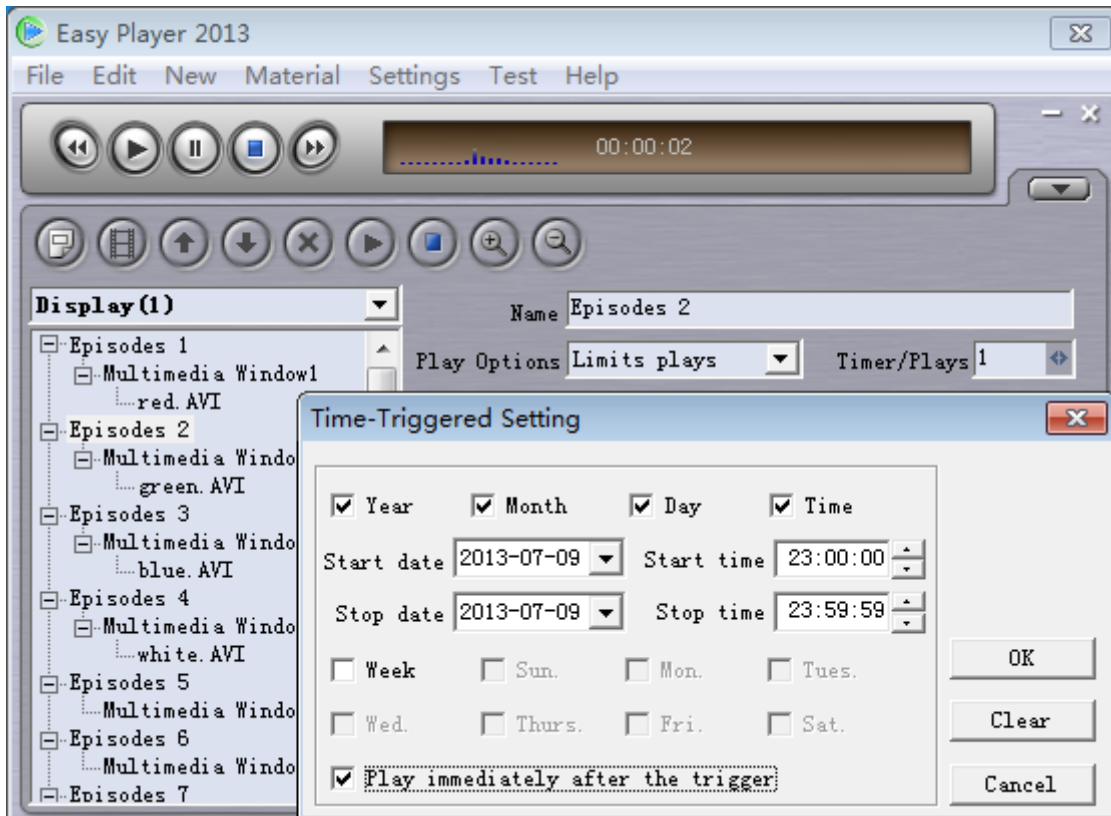 Easy Player 2013
File Edit New Material Settings Test Help
00:00:02
Display(1)
Name Episodes 2
Play Options Limits plays Timer/Plays 1
Episodes 1
Multimedia Window1
red.AVI
Episodes 2
Multimedia Windo
green.AVI
Episodes 3
Multimedia Windo
blue.AVI
Episodes 4
Multimedia Windo
white.AVI
Episodes 5
Multimedia Windo
Episodes 6
Multimedia Windo
Episodes 7
Time-Triggered Setting
Year Month Day Time
Start date 2013-07-09 Start time 23:00:00
Stop date 2013-07-09 Stop time 23:59:59
Week Sun. Mon. Tues.
Wed. Thurs. Fri. Sat.
Play immediately after the trigger
OK
Clear
Cancel